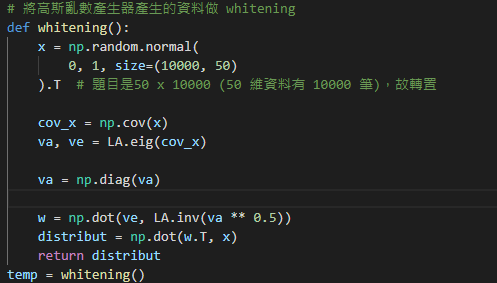 # 將高斯亂數產生器產生的資料做 whitening
def whitening():
    x = np.random.normal(
        0, 1, size=(10000, 50)
    ).T  # 題目是50 x 10000 (50 維資料有 10000 筆)，故轉置
    cov_x = np.cov(x)
    va, ve = LA.eig(cov_x)
    va = np.diag(va)
    w = np.dot(ve, LA.inv(va ** 0.5))
    distribut = np.dot(w.T, x)
    return distribut
temp = whitening()